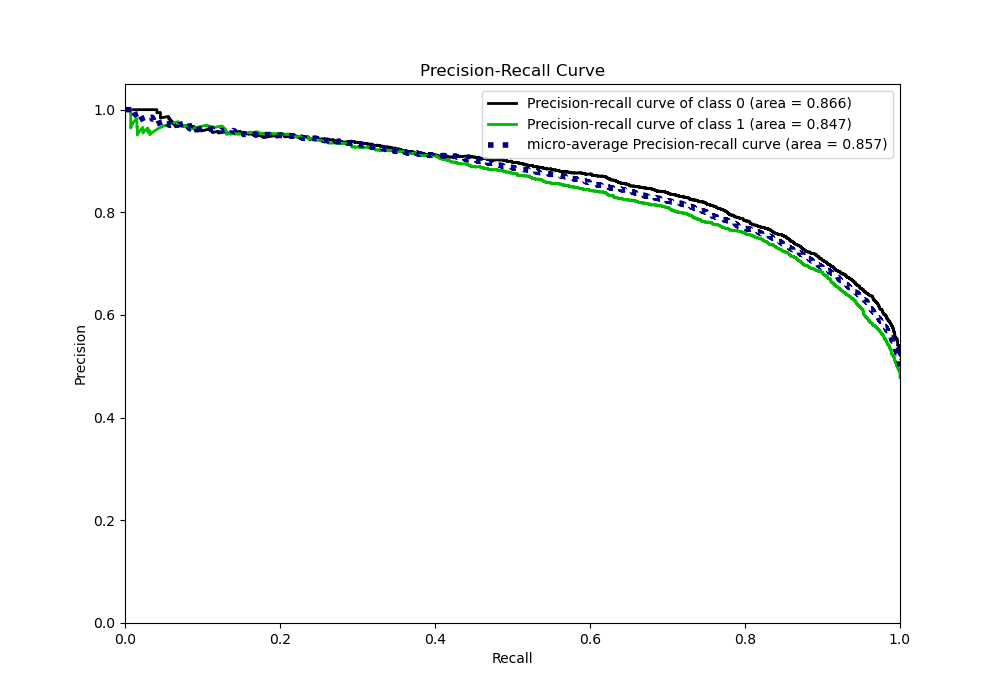 Precision-Recall Curve
Precision-recall curve of class 0 (area = 0.866)
Precision-recall curve of class 1 (area = 0.847)
micro-average Precision-recall curve (area = 0.857)
Precision
1.0
0.8
0.6
0.4
0.2
0.0
0.0 0.2 0.4 0.6 0.8 1.0
Recall